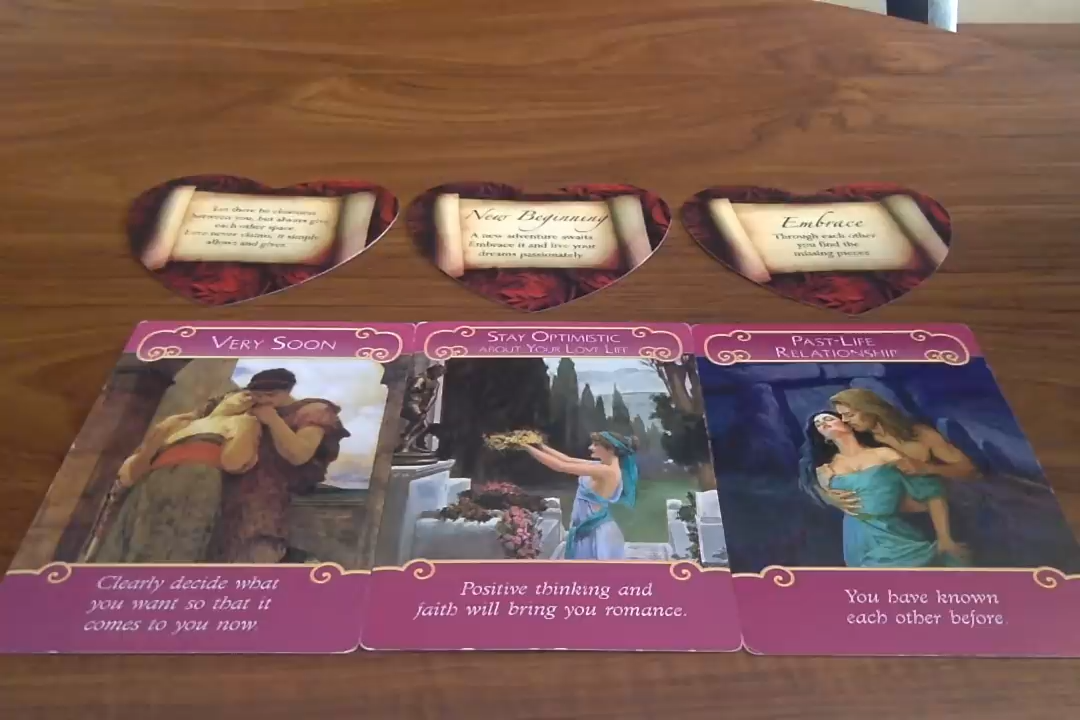 Let there be closeness
between you, but always give
each other space.
Love never claims, it simply
allows and gives.
New Beginning
A new adventure awaits
Embrace it and live your
dreams passionately.
Embrace
Through each other
you find the
missing pieces
VERY SOON
Clearly decide what
you want so that it
comes to you now.
STAY OPTIMISTIC
ABOUT YOUR LOVE LIFE
Positive thinking and
faith will bring you romance.
PAST-LIFE
RELATIONSHIP
You have known
each other before.